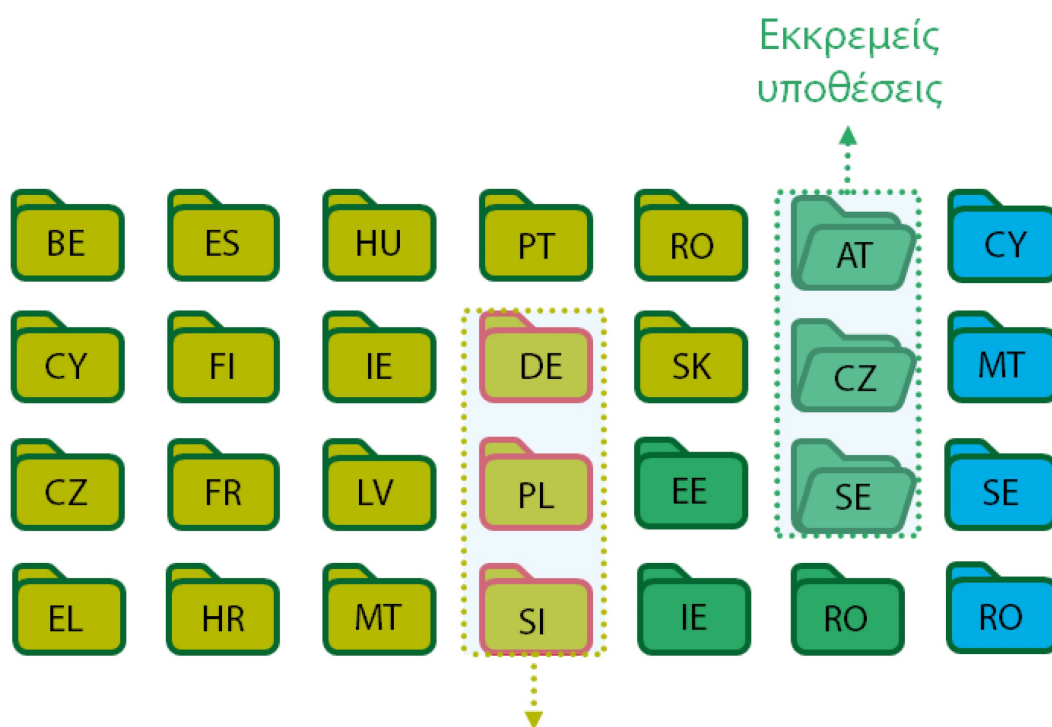 Εκκρεμείς
υποθέσεις
BE ES HU PT RO AT CY
CY FI IE DE SK CZ MT
CZ FR LV PL EE SE SE
EL HR MT SI IE RO RO